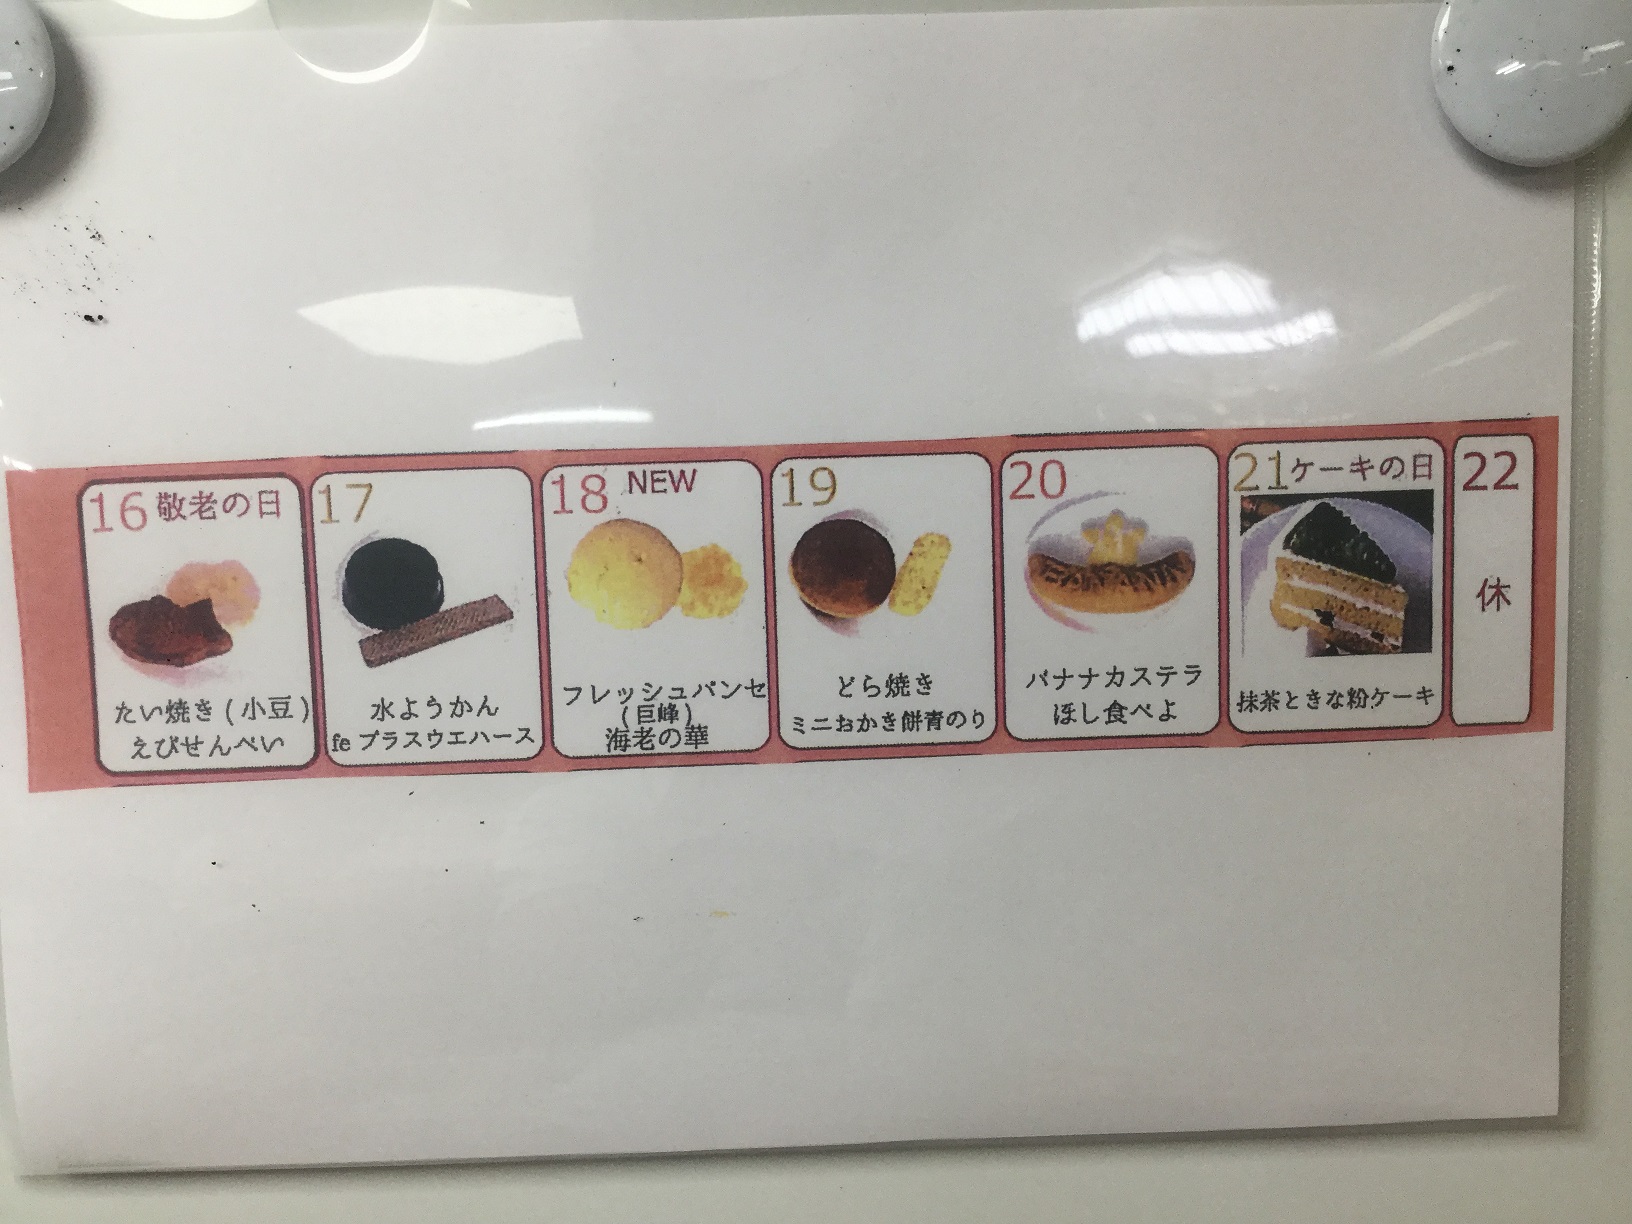 16 敬老の日
たい焼き(小豆)
えびせんべい
17
水ようかん
fe プラスウエハース
18 NEW
フレッシュパンセ
(巨峰)
海老の華
19
どら焼き
ミニおかき餅青のり
20
バナナカステラ
ほし食べよ
21ケーキの日
抹茶ときな粉ケーキ
22
休